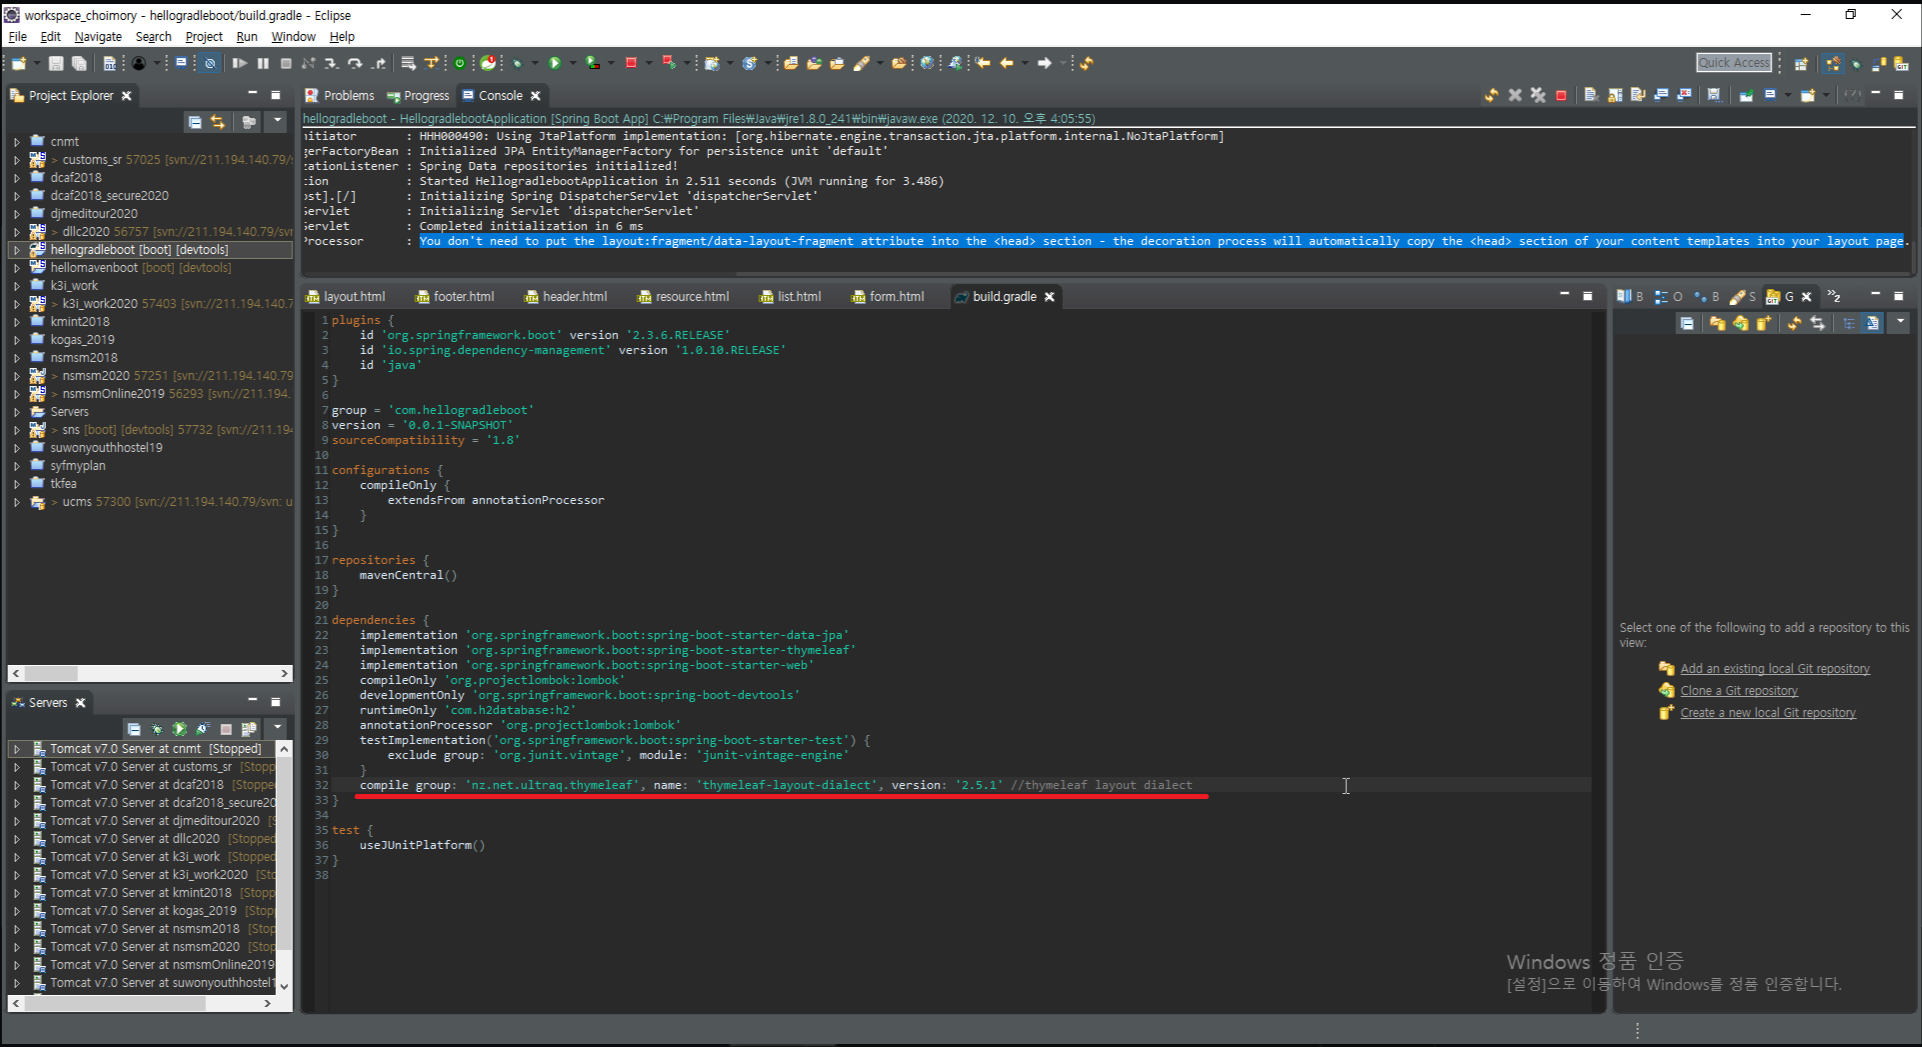 workspace_choimory - hellogradleboot/build.gradle - Eclipse
File Edit Navigate Search Project Run Window Help
Quick Access
Project Explorer
cnmt
> customs_sr 57025 [svn://211.194.140.79/
dcaf2018
dcaf2018_secure2020
djmeditour2020
> dllc2020 56757 [svn://211.194.140.79/svn
hellogradleboot [boot] [devtools]
hellomavenboot [boot] [devtools]
k3i_work
> k3i_work2020 57403 [svn://211.194.140.7
kmint2018
kogas_2019
nsmsm2018
> nsmsm2020 57251 [svn://211.194.140.79
> nsmsmOnline2019 56293 [svn://211.194.
Servers
> sns [boot] [devtools] 57732 [svn://211.194
suwonyouthhostel19
syfmyplan
tkfea
> ucms 57300 [svn://211.194.140.79/svn: u
Servers
Tomcat v7.0 Server at cnmt [Stopped]
Tomcat v7.0 Server at customs_sr [Stopp
Tomcat v7.0 Server at dcaf2018 [Stoppe
Tomcat v7.0 Server at dcaf2018_secure20
Tomcat v7.0 Server at djmeditour2020 [S
Tomcat v7.0 Server at dllc2020 [Stopped
Tomcat v7.0 Server at k3i_work [Stopped
Tomcat v7.0 Server at k3i_work2020 [Sto
Tomcat v7.0 Server at kmint2018 [Stopp
Tomcat v7.0 Server at kogas_2019 [Stop
Tomcat v7.0 Server at nsmsm2018 [Stop
Tomcat v7.0 Server at nsmsm2020 [Stop
Tomcat v7.0 Server at nsmsmOnline2019
Tomcat v7.0 Server at suwonyouthhostel1
Problems Progress Console
hellogradleboot - HellogradlebootApplication [Spring Boot App] C:₩Program Files₩Java₩jre1.8.0_241₩bin₩javaw.exe (2020. 12. 10. 오후 4:05:55)
nitiator : HHH000490: Using JtaPlatform implementation: [org.hibernate.engine.transaction.jta.platform.internal.NoJtaPlatform]
gerFactoryBean : Initialized JPA EntityManagerFactory for persistence unit 'default'
ationListener : Spring Data repositories initialized!
ion : Started HellogradlebootApplication in 2.511 seconds (JVM running for 3.486)
ost].[/] : Initializing Spring DispatcherServlet 'dispatcherServlet'
Servlet : Initializing Servlet 'dispatcherServlet'
Servlet : Completed initialization in 6 ms
rocessor : You don't need to put the layout:fragment/data-layout-fragment attribute into the <head> section - the decoration process will automatically copy the <head> section of your content templates into your layout page.
layout.html footer.html header.html resource.html list.html form.html build.gradle
1 plugins {
2 id 'org.springframework.boot' version '2.3.6.RELEASE'
3 id 'io.spring.dependency-management' version '1.0.10.RELEASE'
4 id 'java'
5 }
6
7 group = 'com.hellogradleboot'
8 version = '0.0.1-SNAPSHOT'
9 sourceCompatibility = '1.8'
10
11 configurations {
12 compileOnly {
13 extendsFrom annotationProcessor
14 }
15 }
16
17 repositories {
18 mavenCentral()
19 }
20
21 dependencies {
22 implementation 'org.springframework.boot:spring-boot-starter-data-jpa'
23 implementation 'org.springframework.boot:spring-boot-starter-thymeleaf'
24 implementation 'org.springframework.boot:spring-boot-starter-web'
25 compileOnly 'org.projectlombok:lombok'
26 developmentOnly 'org.springframework.boot:spring-boot-devtools'
27 runtimeOnly 'com.h2database:h2'
28 annotationProcessor 'org.projectlombok:lombok'
29 testImplementation('org.springframework.boot:spring-boot-starter-test') {
30 exclude group: 'org.junit.vintage', module: 'junit-vintage-engine'
31 }
32 compile group: 'nz.net.ultraq.thymeleaf', name: 'thymeleaf-layout-dialect', version: '2.5.1' //thymeleaf layout dialect
33 }
34
35 test {
36 useJUnitPlatform()
37 }
38
B O B S G »2
Select one of the following to add a repository to this
view:
Add an existing local Git repository
Clone a Git repository
Create a new local Git repository
Windows 정품 인증
[설정]으로 이동하여 Windows를 정품 인증합니다.